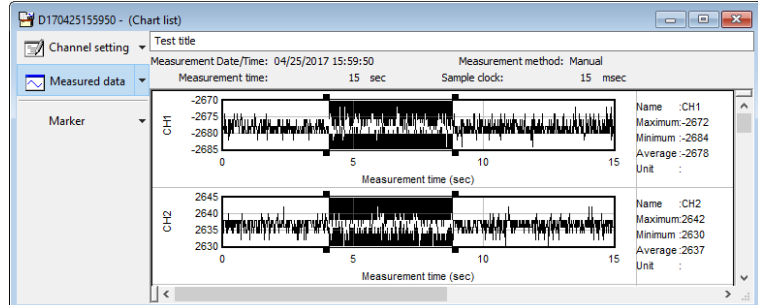 D170425155950 - (Chart list)
Channel setting
Test title
Measurement Date/Time: 04/25/2017 15:59:50 Measurement method: Manual
Measured data
Measurement time: 15 sec Sample clock: 15 msec
Marker
CH1
-2670
-2675
-2680
-2685
0 5 10 15
Measurement time (sec)
Name :CH1
Maximum:-2672
Minimum :-2684
Average :-2678
Unit :
CH2
2645
2640
2635
2630
0 5 10 15
Measurement time (sec)
Name :CH2
Maximum:2642
Minimum :2630
Average :2637
Unit :